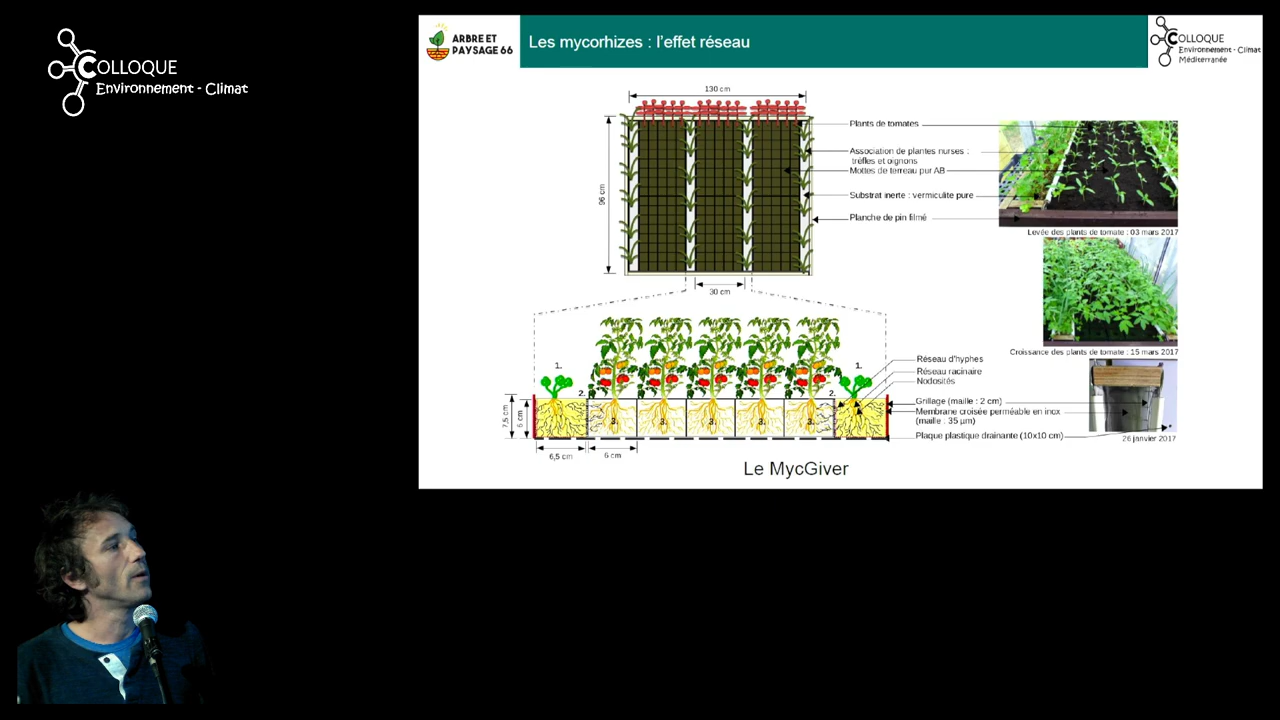 COLLOQUE
Environnement - Climat
ARBRE ET
PAYSAGE 66
Les mycorhizes : l'effet réseau
COLLOQUE
Environnement - Climat
Méditerranée
130 cm
96 cm
30 cm
Plants de tomates
Association de plantes nurses :
trèfles et oignons
Mottes de terreau pur AB
Substrat inerte : vermiculite pure
Planche de pin filmé
Levée des plants de tomate : 03 mars 2017
Croissance des plants de tomate : 15 mars 2017
1.
1.
2.
2.
3.
3.
3.
3.
3.
Réseau d'hyphes
Réseau racinaire
Nodosités
Grillage (maille : 2 cm)
Membrane croisée perméable en inox
(maille : 35 µm)
Plaque plastique drainante (10x10 cm)
26 janvier 2017
7,5 cm
6 cm
6,5 cm
6 cm
Le MycGiver